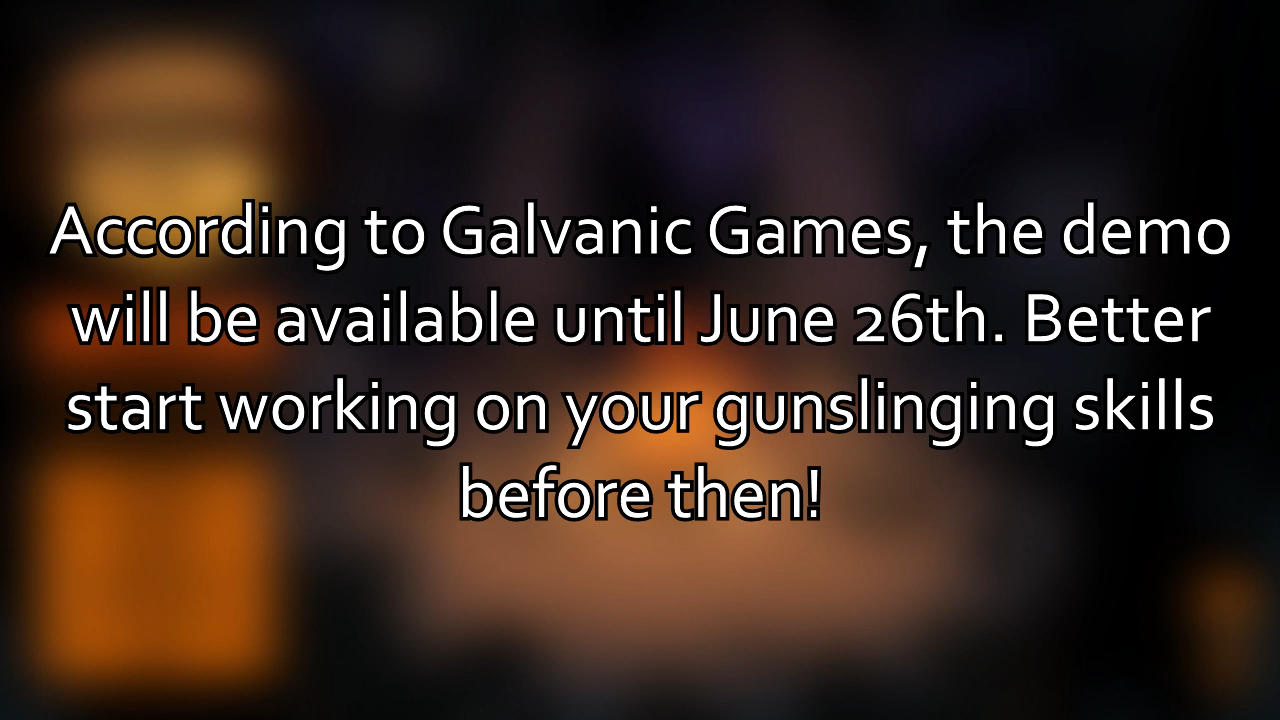 According to Galvanic Games, the demo
will be available until June 26th. Better
start working on your gunslinging skills
before then!